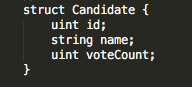 struct Candidate {
    uint id;
    string name;
    uint voteCount;
}